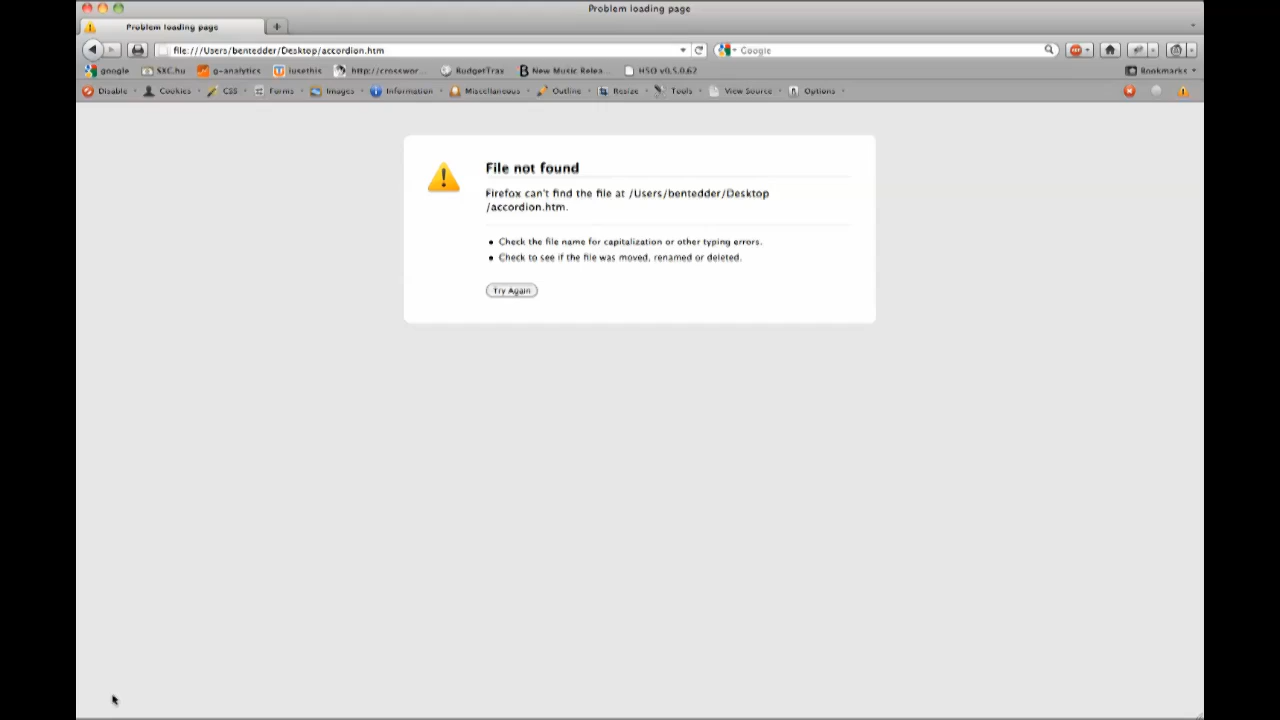 Problem loading page
Problem loading page
file:///Users/bentedder/Desktop/accordion.htm
Google
google
SXC.hu
g-analytics
iusethis
http://crosswor...
BudgetTrax
New Music Relea...
HSO v0.5.0.62
Bookmarks
Disable
Cookies
CSS
Forms
Images
Information
Miscellaneous
Outline
Resize
Tools
View Source
Options
File not found
Firefox can't find the file at /Users/bentedder/Desktop
/accordion.htm.
Check the file name for capitalization or other typing errors.
Check to see if the file was moved, renamed or deleted.
Try Again